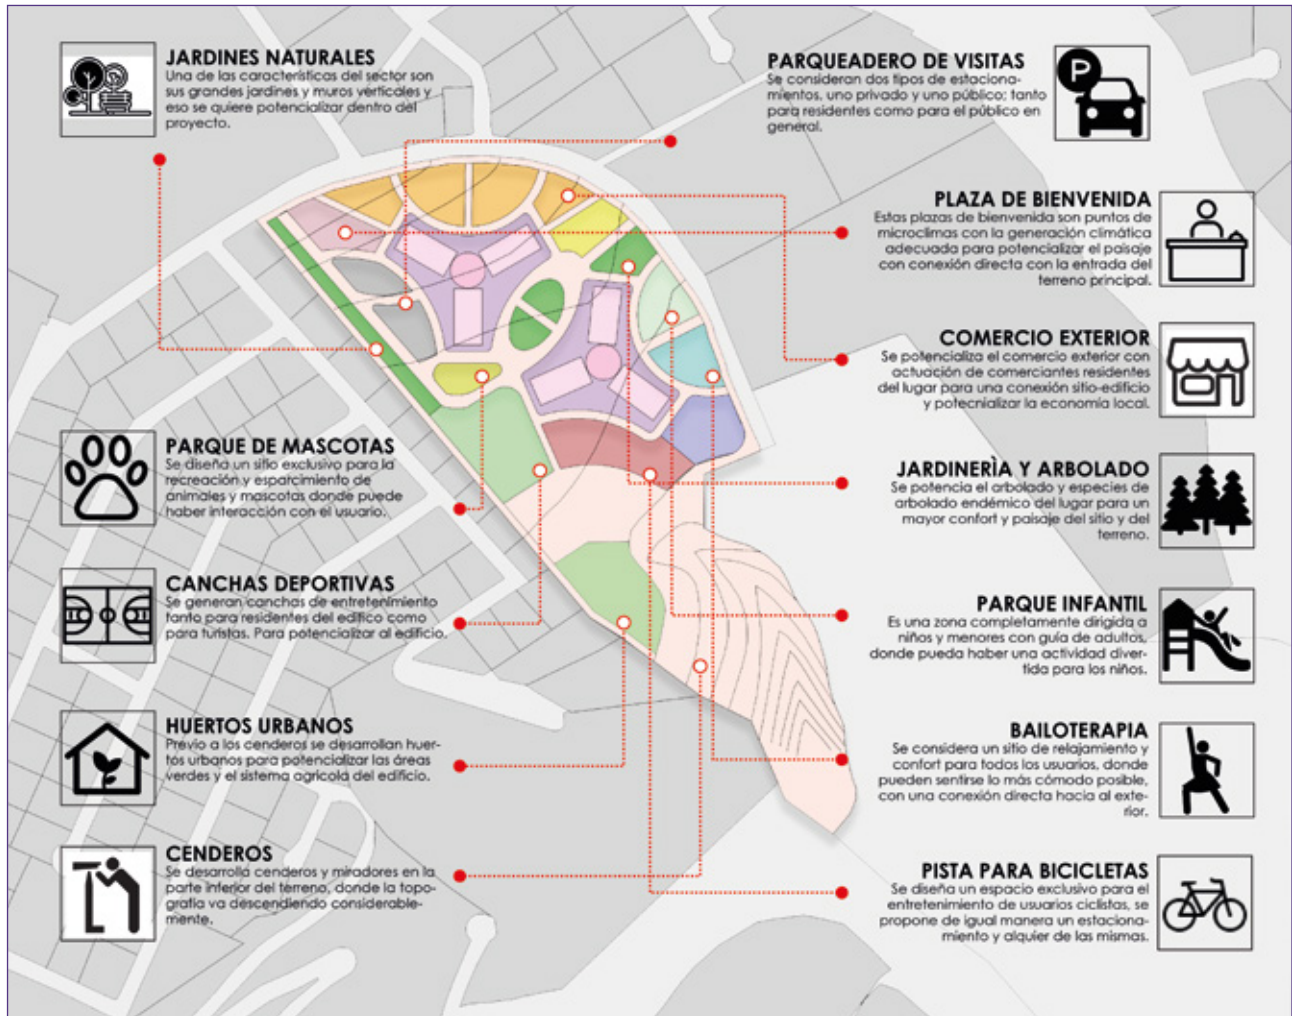 JARDINES NATURALES
Una de las características del sector son
sus grandes jardines y muros verticales y
eso se quiere potencializar dentro del
proyecto.
PARQUEADERO DE VISITAS
Se consideran dos tipos de estaciona-
mientos, uno privado y uno público; tanto
para residentes como para el público en
general.
P
PLAZA DE BIENVENIDA
Estas plazas de bienvenida son puntos de
microclimas con la generación climática
adecuada para potencializar el paisaje
con conexión directa con la entrada del
terreno principal.
COMERCIO EXTERIOR
Se potencializa el comercio exterior con
actuación de comerciantes residentes
del lugar para una conexión sitio-edificio
y potecnializar la economía local.
PARQUE DE MASCOTAS
Se diseña un sitio exclusivo para la
recreación y esparcimiento de
animales y mascotas donde puede
haber interacción con el usuario.
JARDINERÌA Y ARBOLADO
Se potencia el arbolado y especies de
arbolado endémico del lugar para un
mayor confort y paisaje del sitio y del
terreno.
CANCHAS DEPORTIVAS
Se generan canchas de entretenimiento
tanto para residentes del edifico como
para turistas. Para potencializar al edificio.
PARQUE INFANTIL
Es una zona completamente dirigida a
niños y menores con guía de adultos,
donde pueda haber una actividad diver-
tida para los niños.
HUERTOS URBANOS
Previo a los cenderos se desarrollan huer-
tos urbanos para potencializar las áreas
verdes y el sistema agrícola del edificio.
BAILOTERAPIA
Se considera un sitio de relajamiento y
confort para todos los usuarios, donde
pueden sentirse lo más cómodo posible,
con una conexión directa hacia al exte-
rior.
CENDEROS
Se desarrolla cenderos y miradores en la
parte inferior del terreno, donde la topo-
grafía va descendiendo considerable-
mente.
PISTA PARA BICICLETAS
Se diseña un espacio exclusivo para el
entretenimiento de usuarios ciclistas, se
propone de igual manera un estaciona-
miento y alquier de las mismas.